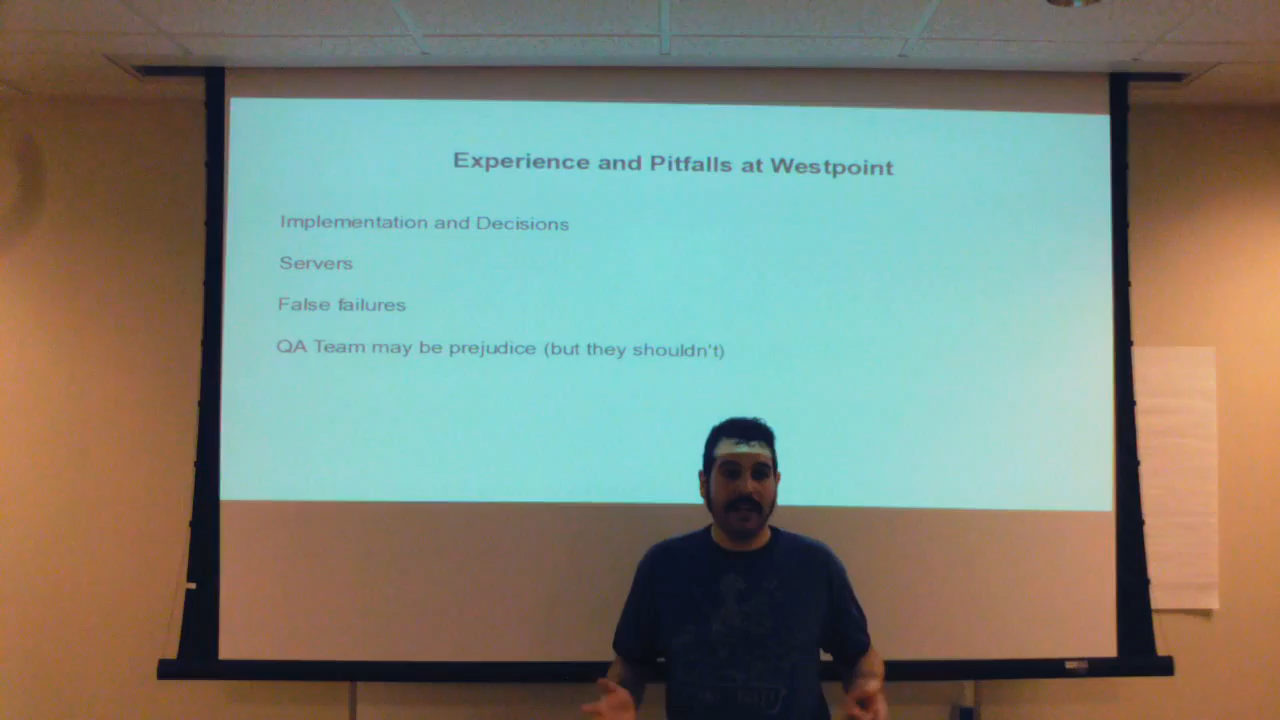 Experience and Pitfalls at Westpoint
Implementation and Decisions
Servers
False failures
QA Team may be prejudice (but they shouldn't)